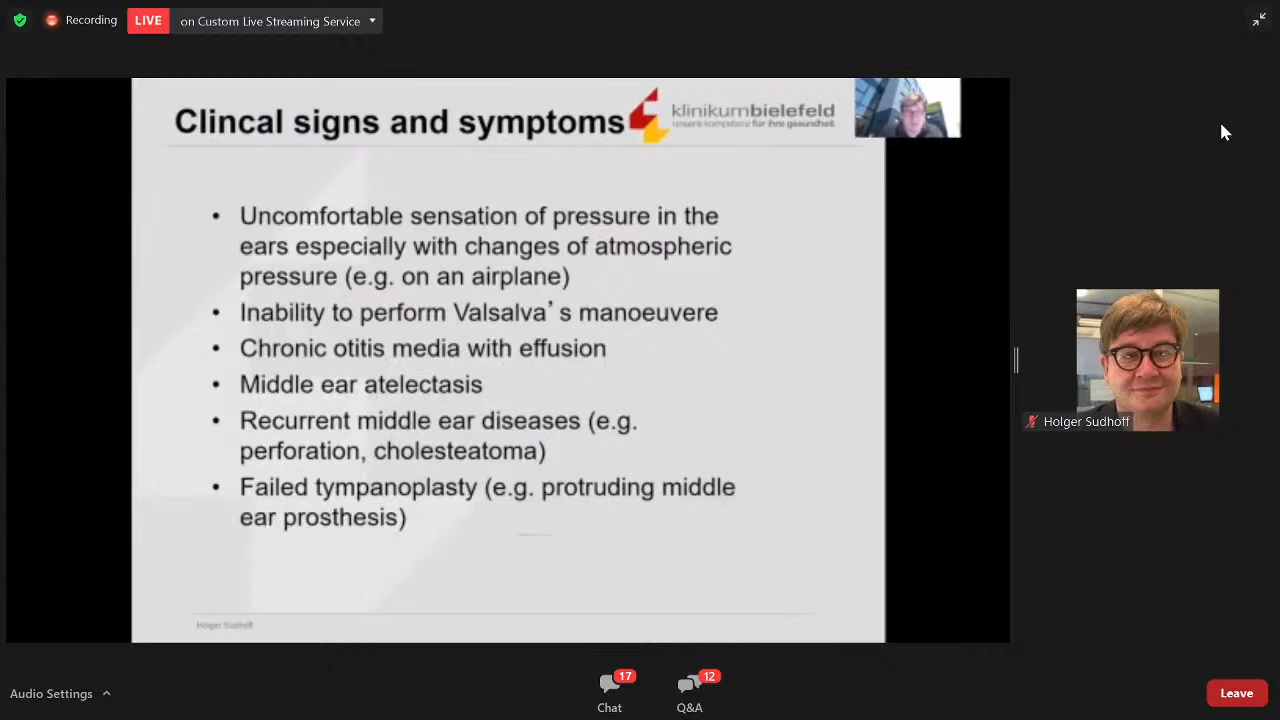 Recording
LIVE
on Custom Live Streaming Service
Clincal signs and symptoms
klinikumbielefeld
unsere kompetenz für ihre gesundheit.
• Uncomfortable sensation of pressure in the
ears especially with changes of atmospheric
pressure (e.g. on an airplane)
• Inability to perform Valsalva’s manoeuvere
• Chronic otitis media with effusion
• Middle ear atelectasis
• Recurrent middle ear diseases (e.g.
perforation, cholesteatoma)
• Failed tympanoplasty (e.g. protruding middle
ear prosthesis)
Holger Sudhoff
Holger Sudhoff
Audio Settings
17
Chat
12
Q&A
Leave